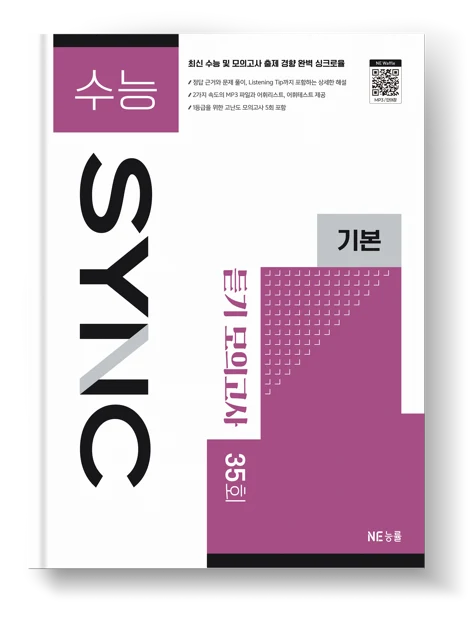 수능
최신 수능 및 모의고사 출제 경향 완벽 싱크로율
정답 근거와 문제 풀이, Listening Tip까지 포함하는 상세한 해설
2가지 속도의 MP3 파일과 어휘리스트, 어휘테스트 제공
1등급을 위한 고난도 모의고사 5회 포함
NE Waffle
SYNC
기본
듣기 모의고사
35회
NE능률